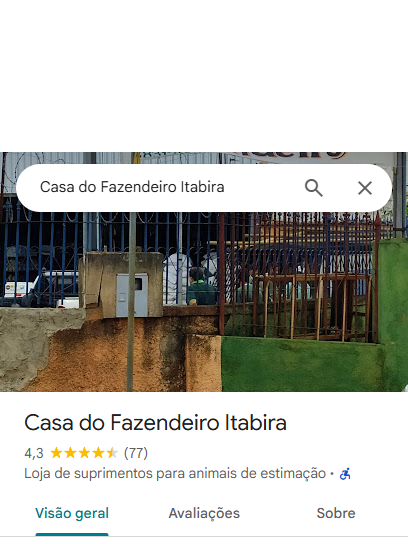 Casa do Fazendeiro Itabira
Casa do Fazendeiro Itabira
4,3 (77)
Loja de suprimentos para animais de estimação ·
Visão geral Avaliações Sobre